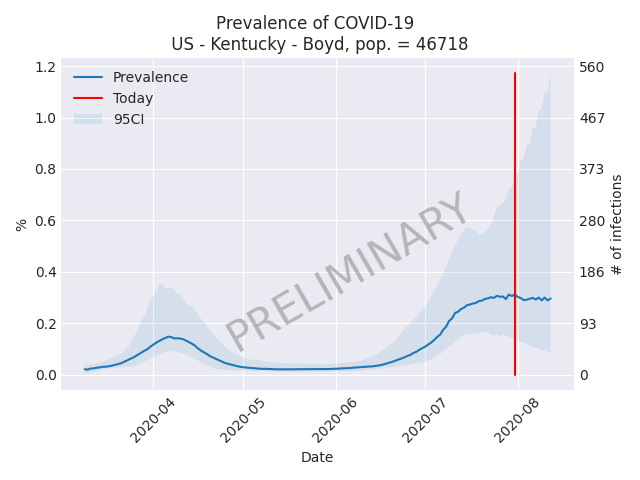 Prevalence of COVID-19
US - Kentucky - Boyd, pop. = 46718
Prevalence
Today
95CI
PRELIMINARY
%
1.2
1.0
0.8
0.6
0.4
0.2
0.0
560
467
373
280
186
93
0
# of infections
2020-04
2020-05
2020-06
2020-07
2020-08
Date